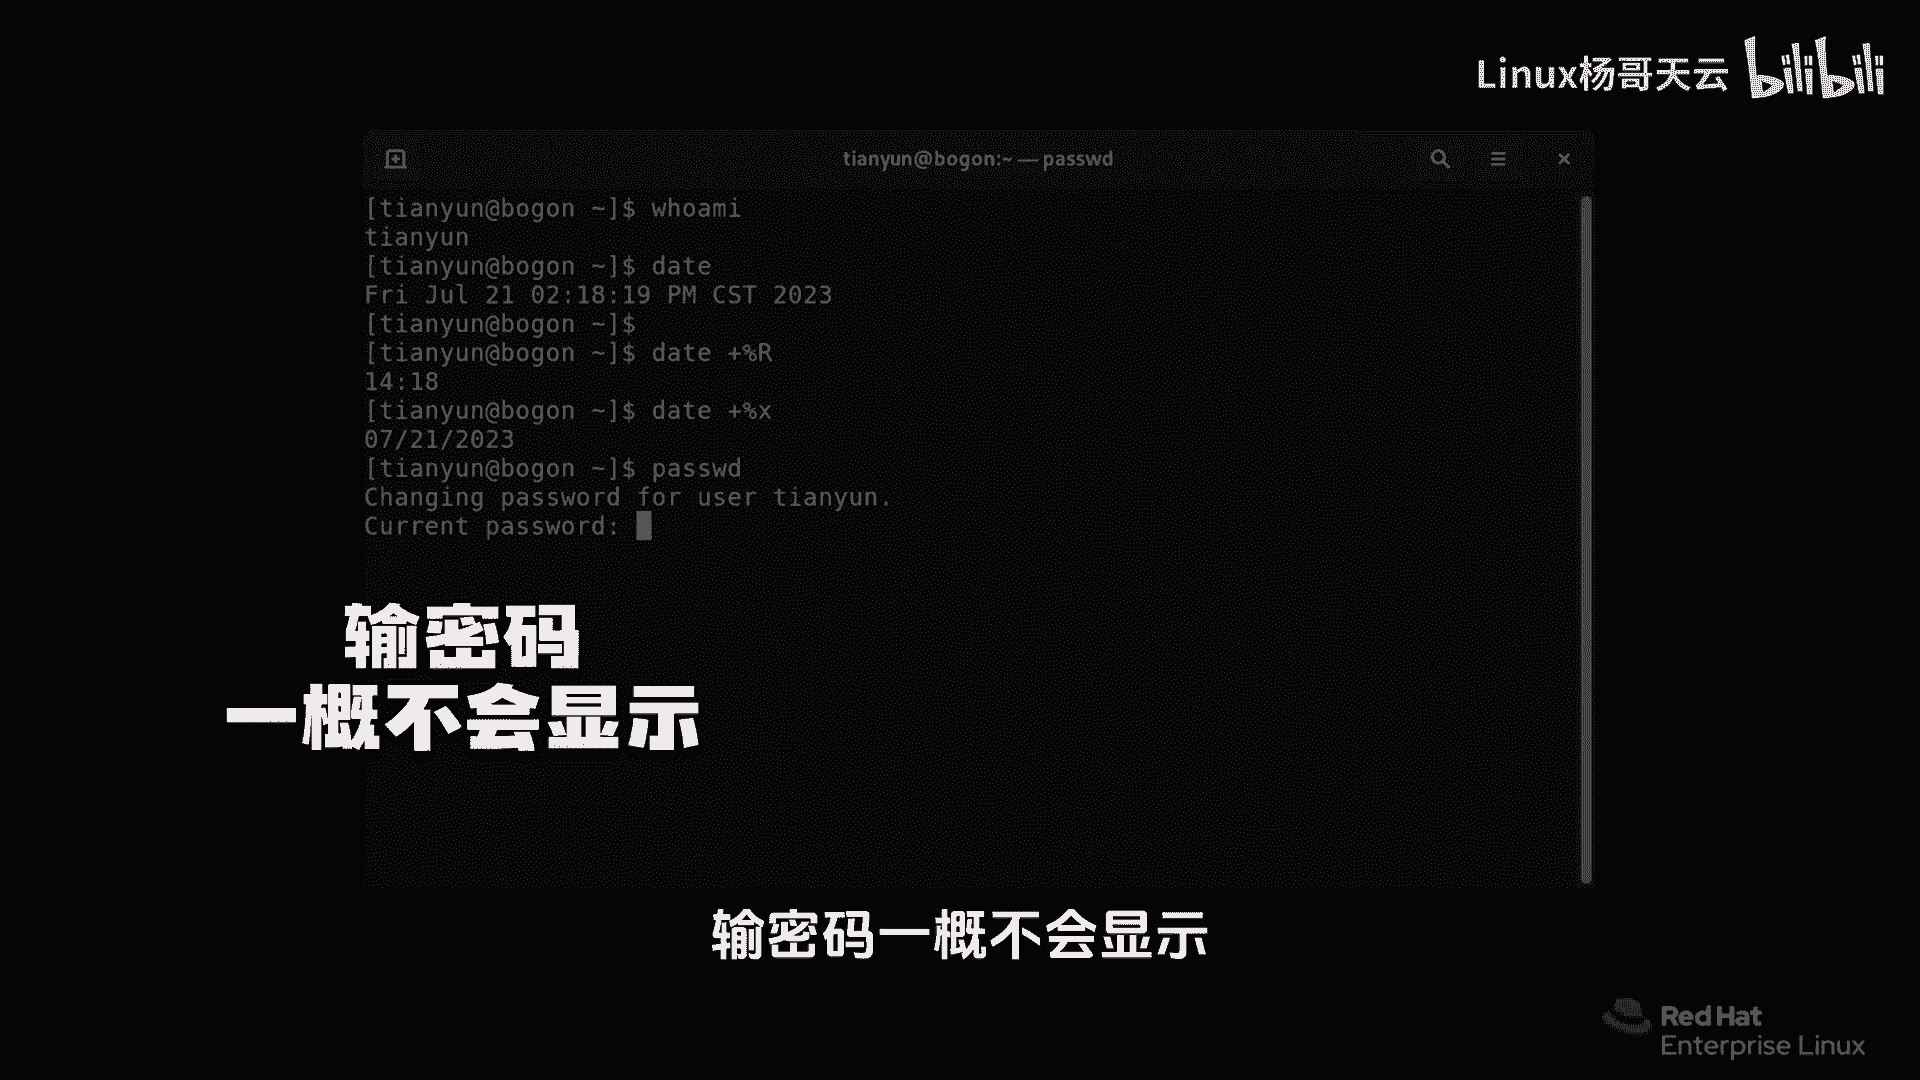 Linux杨哥天云 bilibili
tianyun@bogon:~ — passwd
[tianyun@bogon ~]$ whoami
tianyun
[tianyun@bogon ~]$ date
Fri Jul 21 02:18:19 PM CST 2023
[tianyun@bogon ~]$
[tianyun@bogon ~]$ date +%R
14:18
[tianyun@bogon ~]$ date +%x
07/21/2023
[tianyun@bogon ~]$ passwd
Changing password for user tianyun.
Current password:
输密码
一概不会显示
输密码一概不会显示
Red Hat
Enterprise Linux